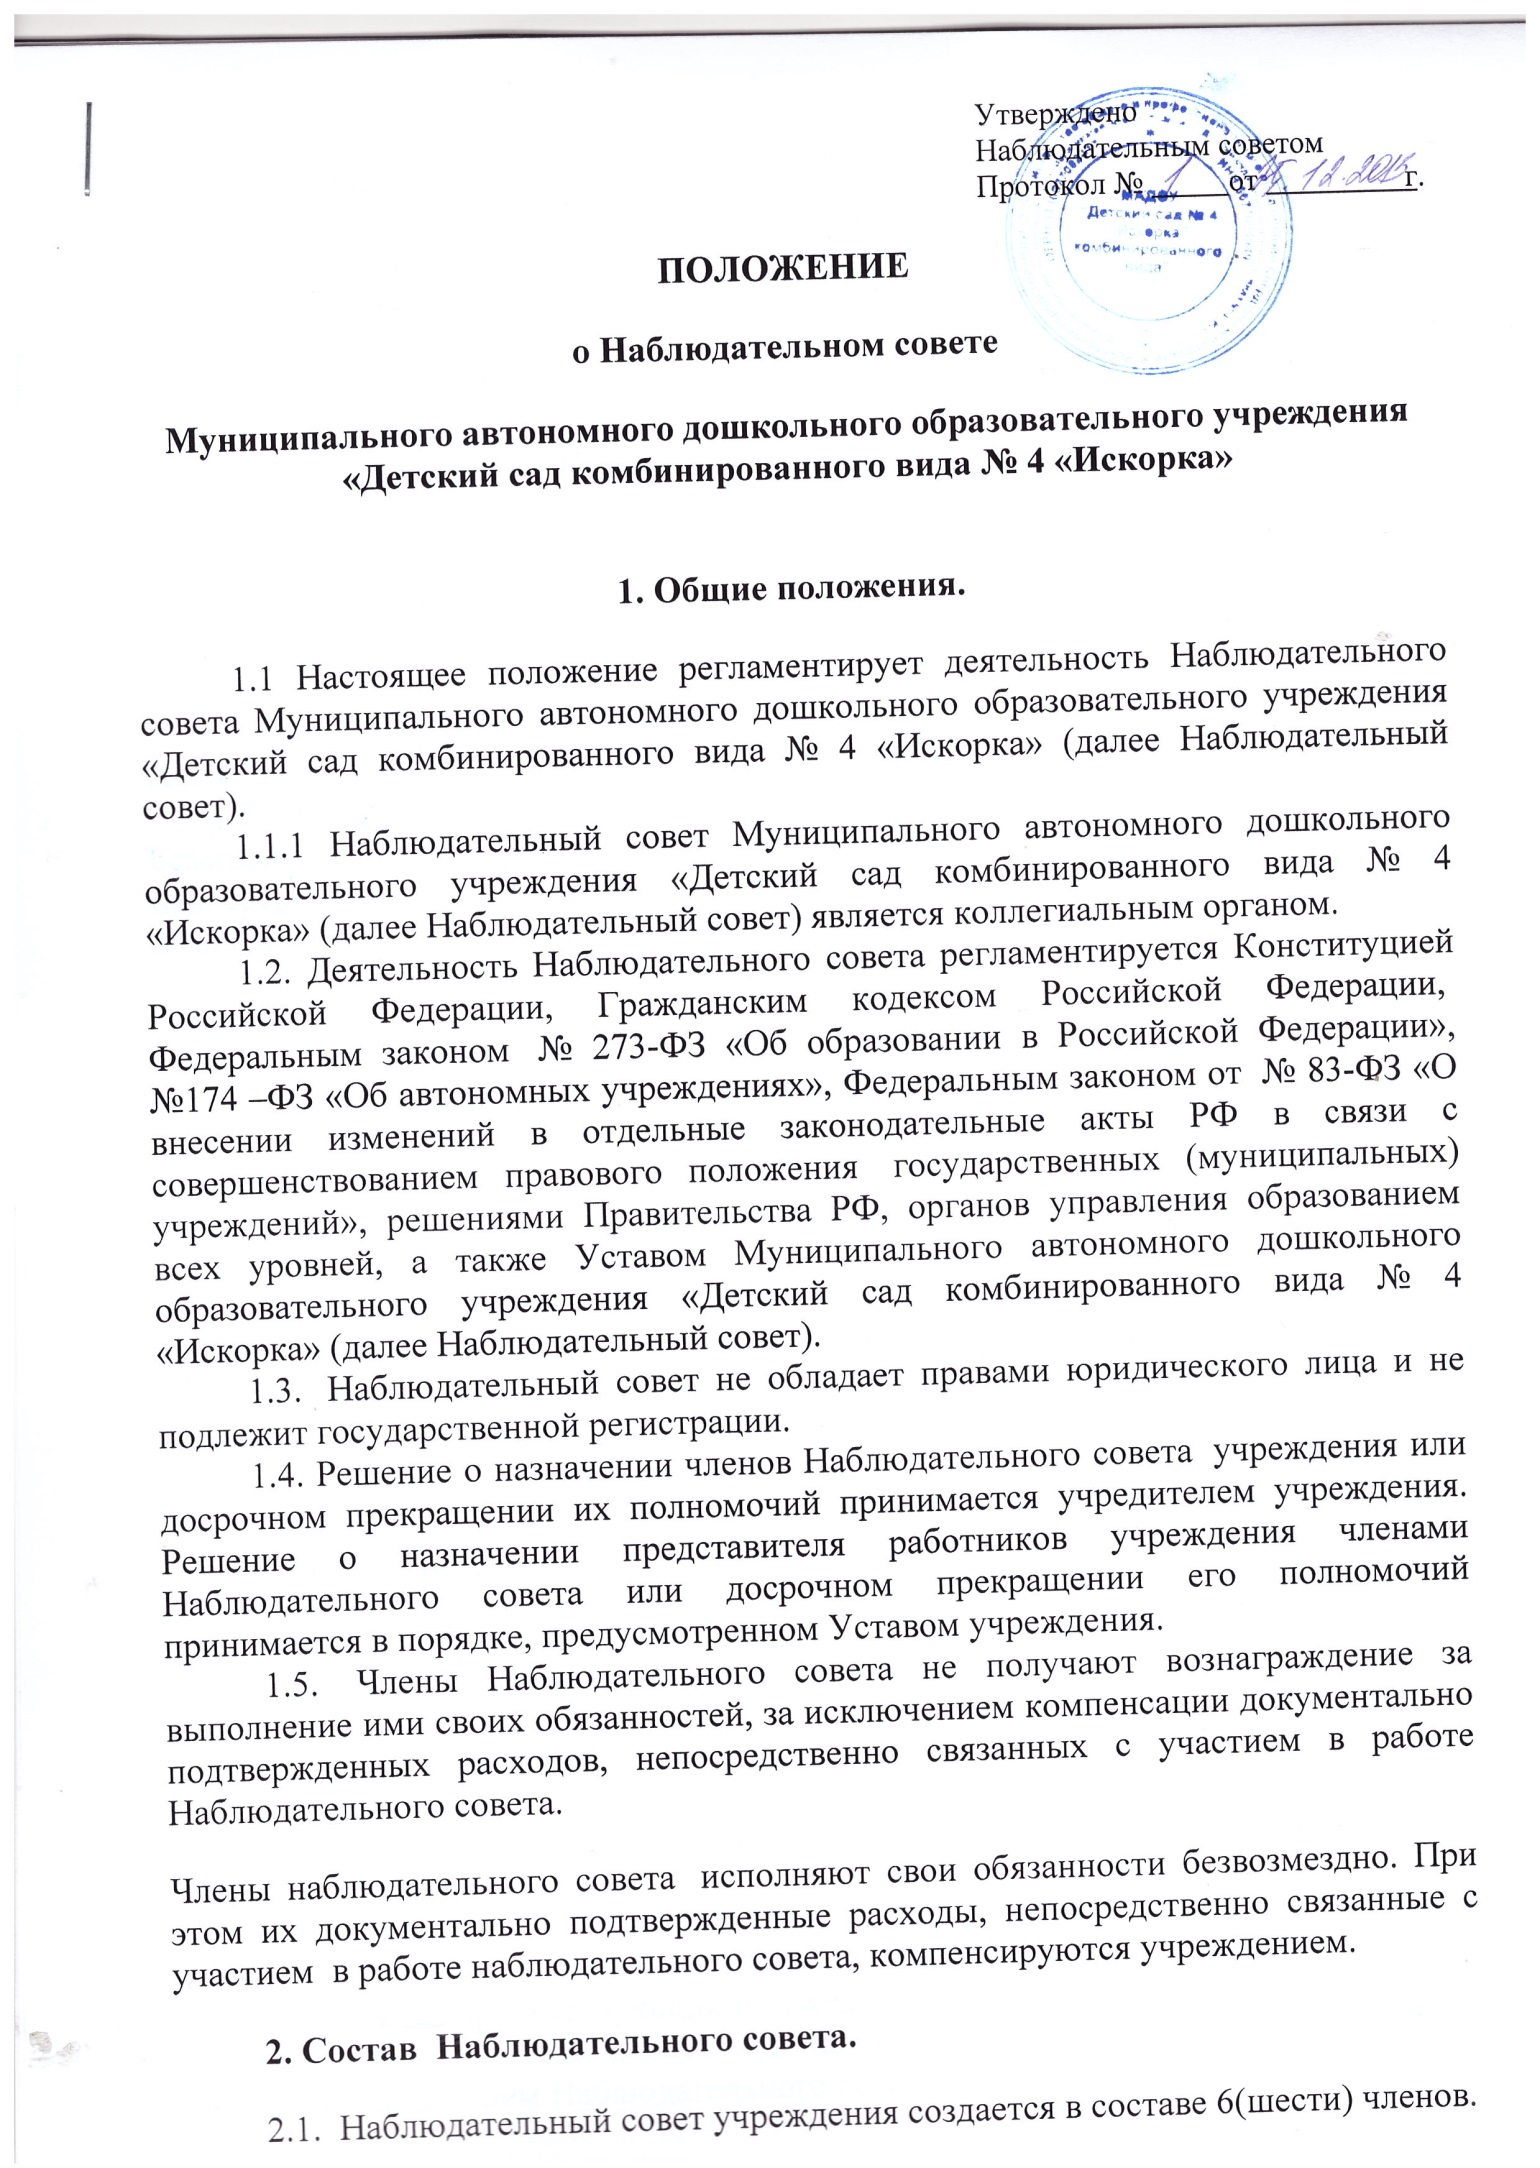 Утверждено
Наблюдательным советом
Протокол № 1 от 12.2013 г.
МАДОУ
Детский сад № 4
комбинированного
ПОЛОЖЕНИЕ
о Наблюдательном совете
Муниципального автономного дошкольного образовательного учреждения
«Детский сад комбинированного вида № 4 «Искорка»
1. Общие положения.
1.1 Настоящее положение регламентирует деятельность Наблюдательного
совета Муниципального автономного дошкольного образовательного учреждения
«Детский сад комбинированного вида № 4 «Искорка» (далее Наблюдательный
совет).
1.1.1 Наблюдательный совет Муниципального автономного дошкольного
образовательного учреждения «Детский сад комбинированного вида № 4
«Искорка» (далее Наблюдательный совет) является коллегиальным органом.
1.2. Деятельность Наблюдательного совета регламентируется Конституцией
Российской Федерации, Гражданским кодексом Российской Федерации,
Федеральным законом № 273-ФЗ «Об образовании в Российской Федерации»,
№174 –ФЗ «Об автономных учреждениях», Федеральным законом от № 83-ФЗ «О
внесении изменений в отдельные законодательные акты РФ в связи с
совершенствованием правового положения государственных (муниципальных)
учреждений», решениями Правительства РФ, органов управления образованием
всех уровней, а также Уставом Муниципального автономного дошкольного
образовательного учреждения «Детский сад комбинированного вида № 4
«Искорка» (далее Наблюдательный совет).
1.3. Наблюдательный совет не обладает правами юридического лица и не
подлежит государственной регистрации.
1.4. Решение о назначении членов Наблюдательного совета учреждения или
досрочном прекращении их полномочий принимается учредителем учреждения.
Решение о назначении представителя работников учреждения членами
Наблюдательного совета или досрочном прекращении его полномочий
принимается в порядке, предусмотренном Уставом учреждения.
1.5. Члены Наблюдательного совета не получают вознаграждение за
выполнение ими своих обязанностей, за исключением компенсации документально
подтвержденных расходов, непосредственно связанных с участием в работе
Наблюдательного совета.
Члены наблюдательного совета исполняют свои обязанности безвозмездно. При
этом их документально подтвержденные расходы, непосредственно связанные с
участием в работе наблюдательного совета, компенсируются учреждением.
2. Состав Наблюдательного совета.
2.1. Наблюдательный совет учреждения создается в составе 6(шести) членов.